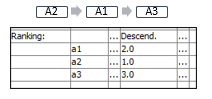 A2 A1 A3
Ranking: ... Descend.
a1 ... 2.0
a2 ... 1.0
a3 ... 3.0